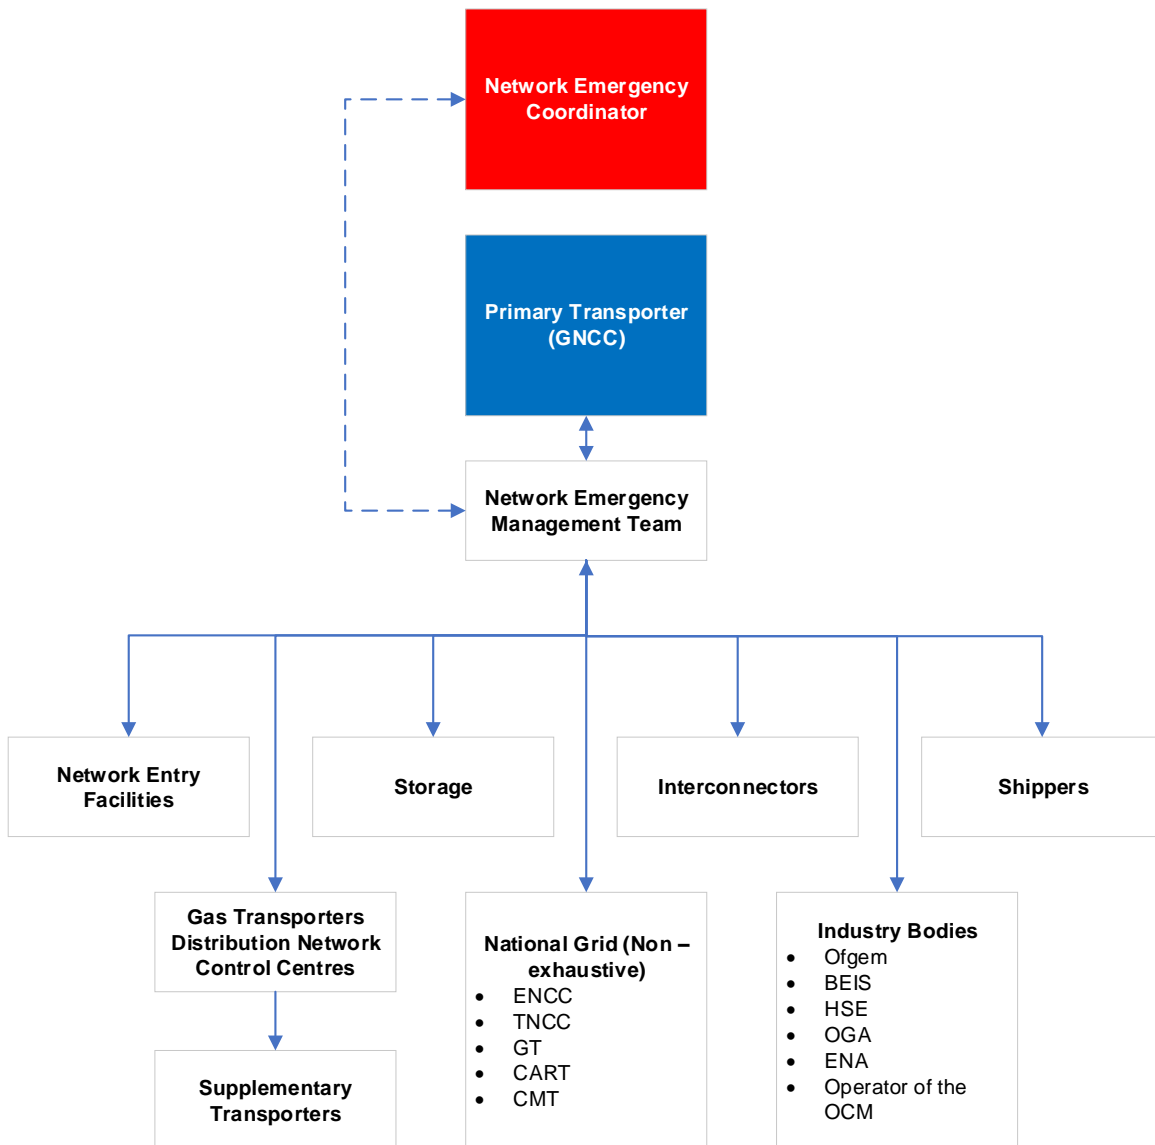 Network Emergency
Coordinator
Primary Transporter
(GNCC)
Network Emergency
Management Team
Network Entry
Facilities
Storage
Interconnectors
Shippers
Gas Transporters
Distribution Network
Control Centres
National Grid (Non –
exhaustive)
• ENCC
• TNCC
• GT
• CART
• CMT
Industry Bodies
• Ofgem
• BEIS
• HSE
• OGA
• ENA
• Operator of the
OCM
Supplementary
Transporters